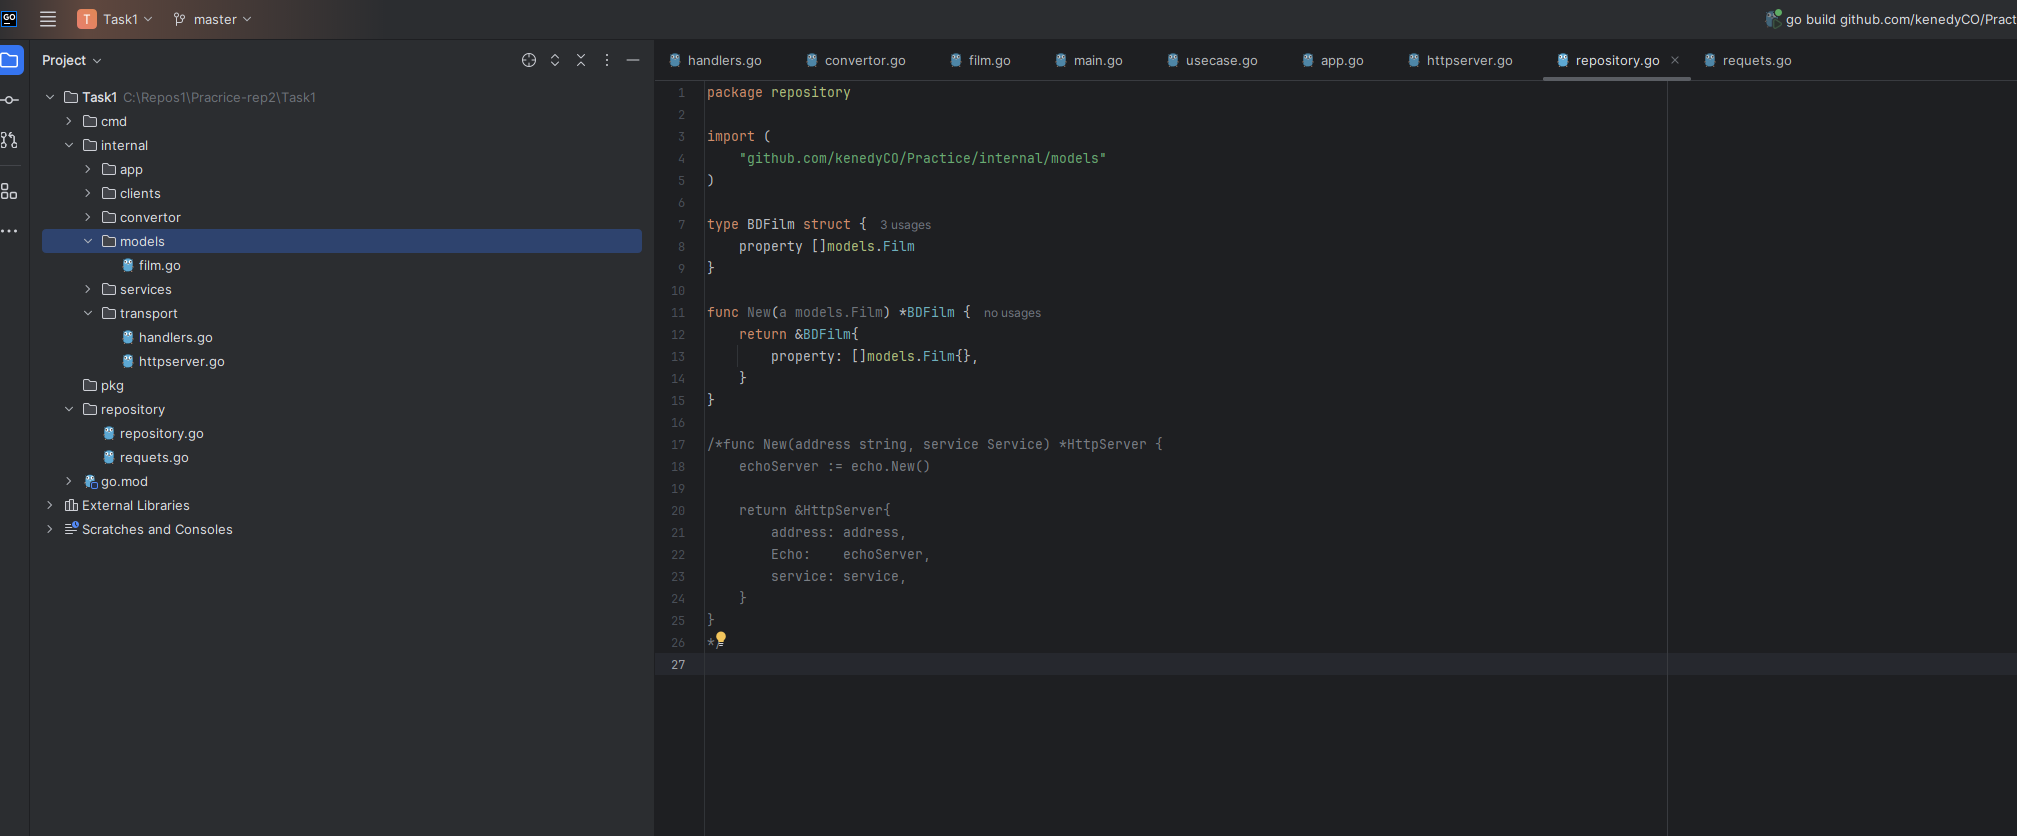 GO
T Task1
master
go build github.com/kenedyCO/Pract
Project
handlers.go convertor.go film.go main.go usecase.go app.go httpserver.go repository.go requets.go
Task1 C:\Repos1\Pracrice-rep2\Task1
cmd
internal
app
clients
convertor
models
film.go
services
transport
handlers.go
httpserver.go
pkg
repository
repository.go
requets.go
go.mod
External Libraries
Scratches and Consoles
1 package repository
2
3 import (
4 "github.com/kenedyCO/Practice/internal/models"
5 )
6
7 type BDFilm struct { 3 usages
8 property []models.Film
9 }
10
11 func New(a models.Film) *BDFilm { no usages
12 return &BDFilm{
13 property: []models.Film{},
14 }
15 }
16
17 /*func New(address string, service Service) *HttpServer {
18 echoServer := echo.New()
19
20 return &HttpServer{
21 address: address,
22 Echo: echoServer,
23 service: service,
24 }
25 }
26 */
27